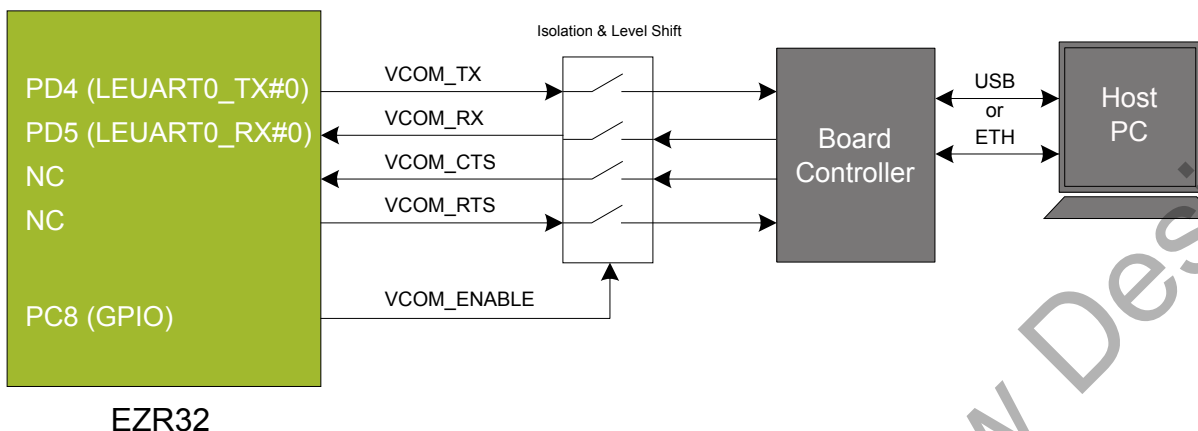 Isolation & Level Shift
PD4 (LEUART0_TX#0)
VCOM_TX
PD5 (LEUART0_RX#0)
VCOM_RX
NC
VCOM_CTS
NC
VCOM_RTS
PC8 (GPIO)
VCOM_ENABLE
Board
Controller
USB
or
ETH
Host
PC
EZR32